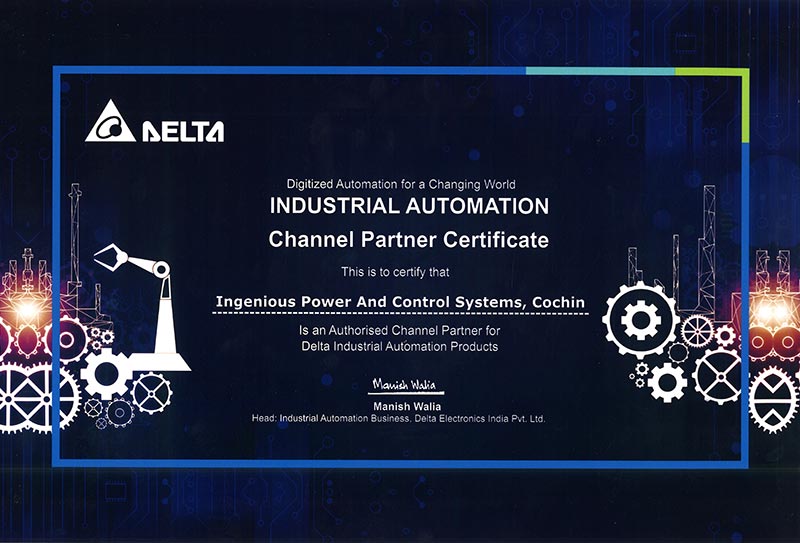 DELTA
Digitized Automation for a Changing World
INDUSTRIAL AUTOMATION
Channel Partner Certificate
This is to certify that
Ingenious Power And Control Systems, Cochin
Is an Authorised Channel Partner for
Delta Industrial Automation Products
Manish Walia
Manish Walia
Head: Industrial Automation Business. Delta Electronics India Pvt. Ltd.